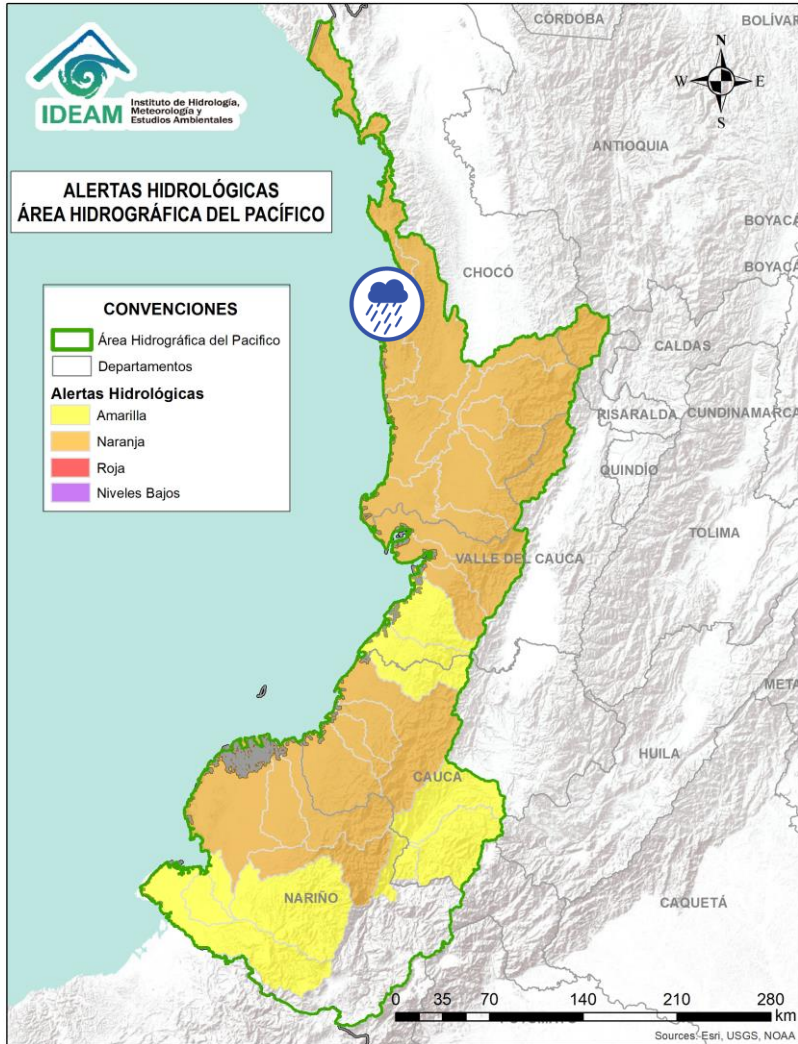 IDEAM
Instituto de Hidrología,
Meteorología y
Estudios Ambientales
ALERTAS HIDROLÓGICAS
ÁREA HIDROGRÁFICA DEL PACÍFICO
CONVENCIONES
Área Hidrográfica del Pacifico
Departamentos
Alertas Hidrológicas
Amarilla
Naranja
Roja
Niveles Bajos
N
W
E
S
CÓRDOBA
BOLÍVAR
ANTIOQUIA
BOYACÁ
BOYACÁ
CHOCÓ
CALDAS
RISARALDA
CUNDINAMARCA
QUINDÍO
TOLIMA
VALLE DEL CAUCA
META
HUILA
CAUCA
NARIÑO
CAQUETÁ
0 35 70 140 210 280
km
Sources: Esri, USGS, NOAA